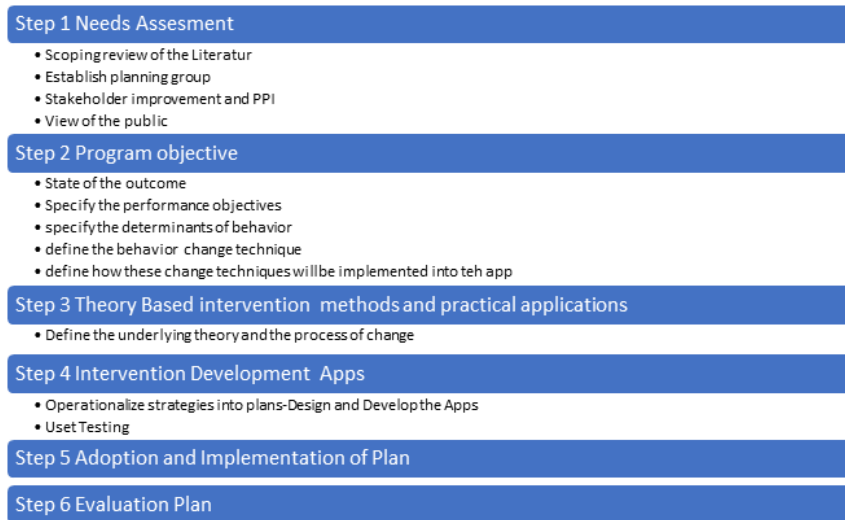 Step 1 Needs Assesment
• Scoping review of the Literatur
• Establish planning group
• Stakeholder improvement and PPI
• View of the public
Step 2 Program objective
• State of the outcome
• Specify the performance objectives
• specify the determinants of behavior
• define the behavior change technique
• define how these change techniques will be implemented into teh app
Step 3 Theory Based intervention methods and practical applications
• Define the underlying theory and the process of change
Step 4 Intervention Development Apps
• Operationalize strategies into plans-Design and Develop the Apps
• Uset Testing
Step 5 Adoption and Implementation of Plan
Step 6 Evaluation Plan